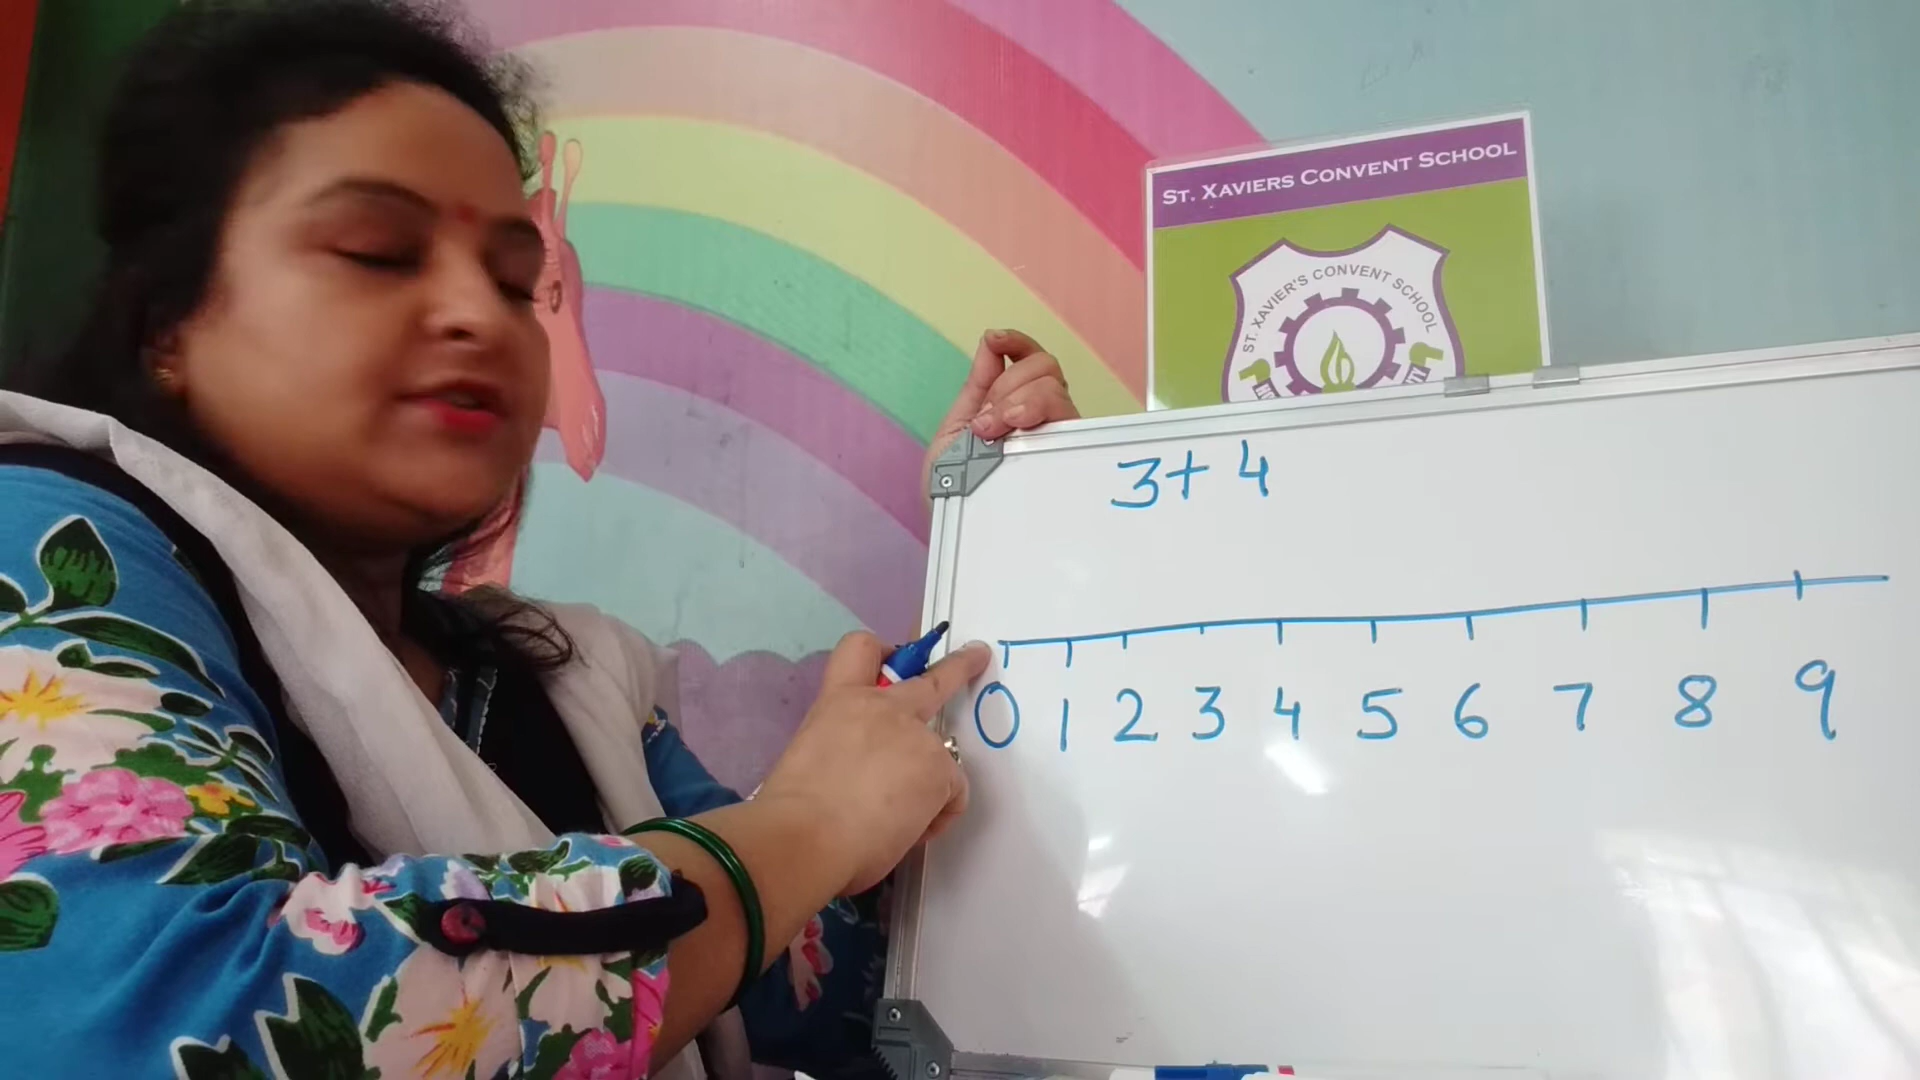 ST. XAVIERS CONVENT SCHOOL
ST. XAVIER'S CONVENT SCHOOL
3+ 4
0 1 2 3 4 5 6 7 8 9